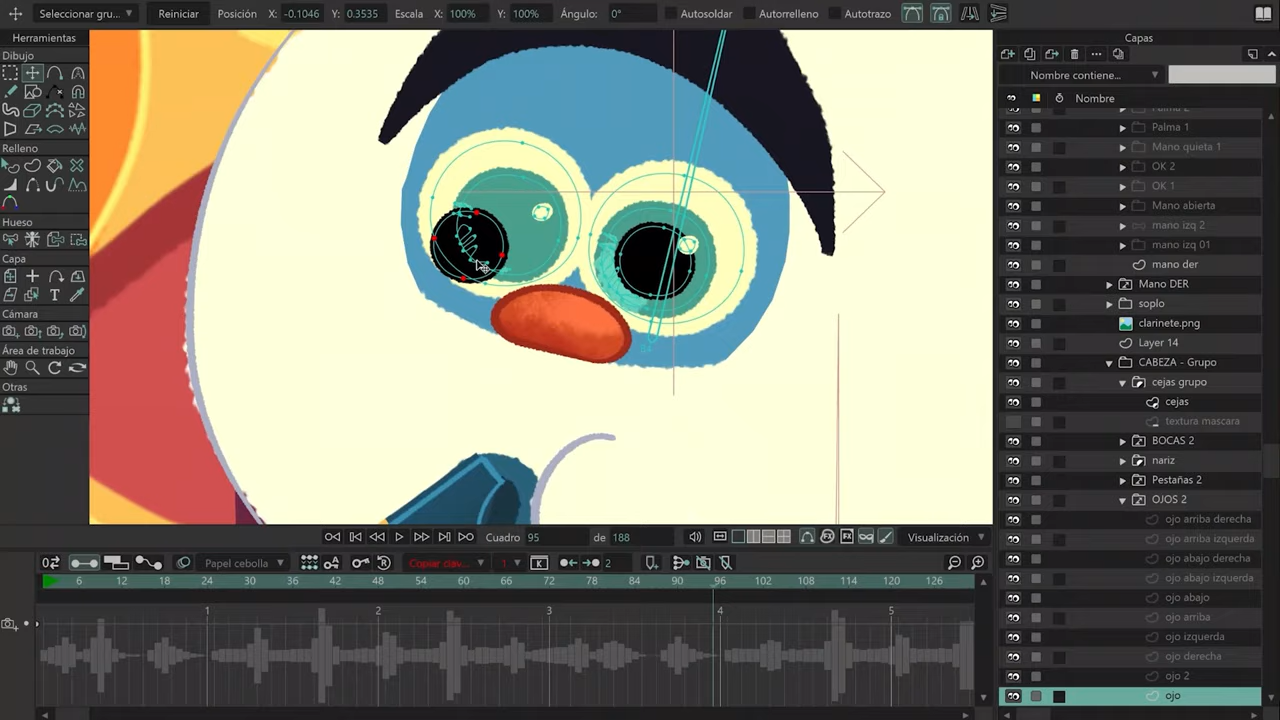 Seleccionar gru... Reiniciar Posición X: -0.1046 Y: 0.3535 Escala X: 100% Y: 100% Ángulo: 0° Autosoldar Autorrelleno Autotrazo
Herramientas
Dibujo
Relleno
Hueso
Capa
Cámara
Área de trabajo
Otras
Capas
Nombre contiene...
Nombre
Palma 2
Palma 1
Mano quieta 1
OK 2
OK 1
Mano abierta
mano izq 2
mano izq 01
mano der
Mano DER
soplo
clarinete.png
Layer 14
CABEZA - Grupo
cejas grupo
cejas
textura mascara
BOCAS 2
nariz
Pestañas 2
OJOS 2
ojo arriba derecha
ojo arriba izquierda
ojo abajo derecha
ojo abajo izquierda
ojo abajo
ojo arriba
ojo izquierda
ojo derecha
ojo 2
ojo
Cuadro 95 de 188 Visualización
Papel cebolla Copiar clav... 1 2
6 12 18 24 30 36 42 48 54 60 66 72 78 84 90 96 102 108 114 120 126
1 2 3 4 5